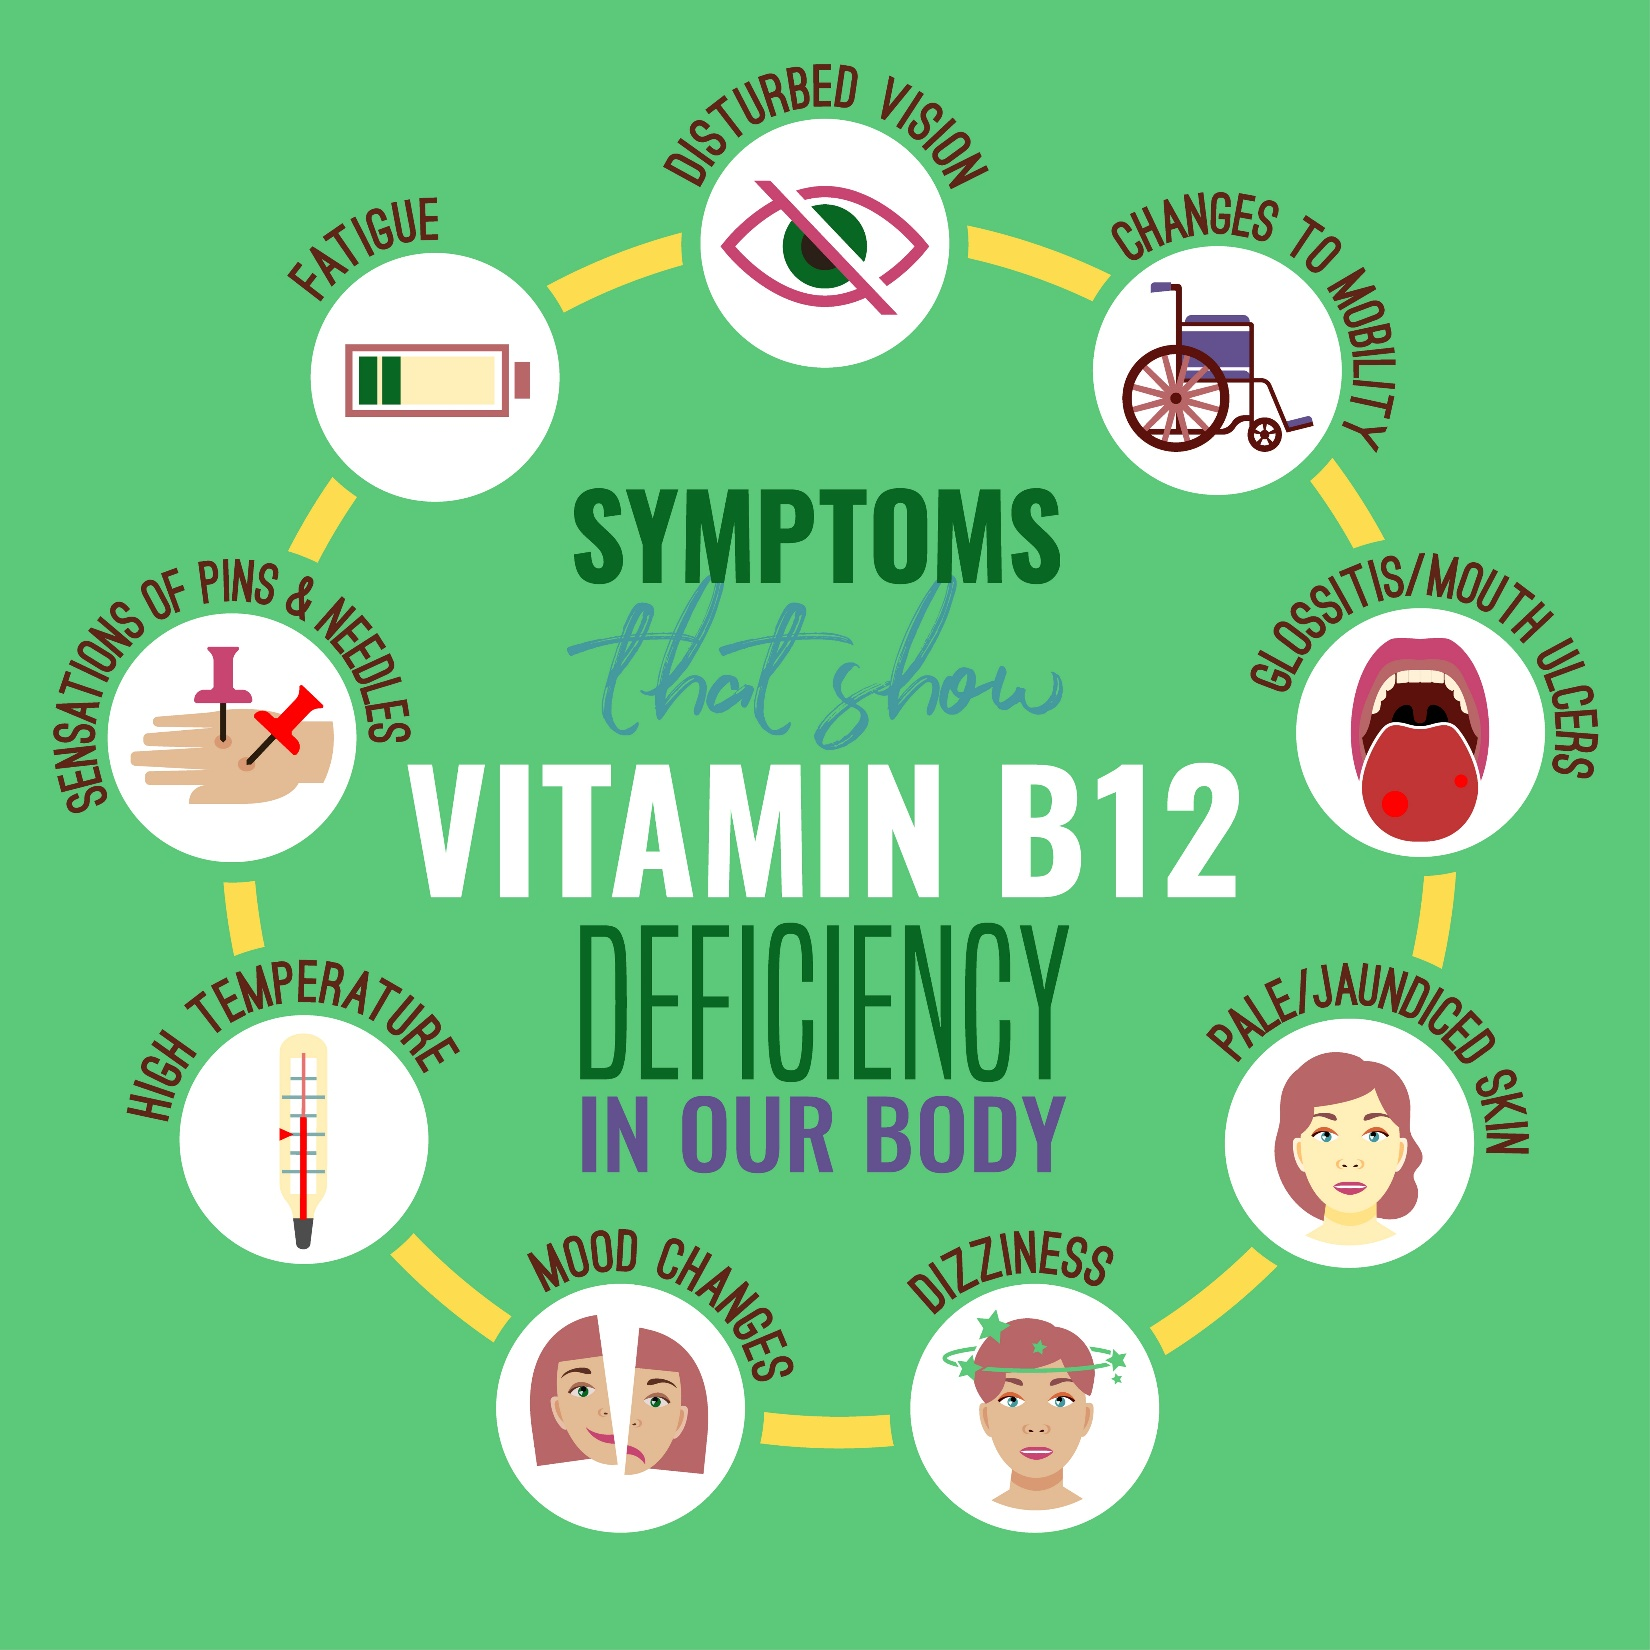 DISTURBED VISION
CHANGES TO MOBILITY
GLOSSITIS/MOUTH ULCERS
PALE/JAUNDICED SKIN
DIZZINESS
MOOD CHANGES
HIGH TEMPERATURE
SENSATIONS OF PINS & NEEDLES
FATIGUE
SYMPTOMS
that show
VITAMIN B12
DEFICIENCY
IN OUR BODY